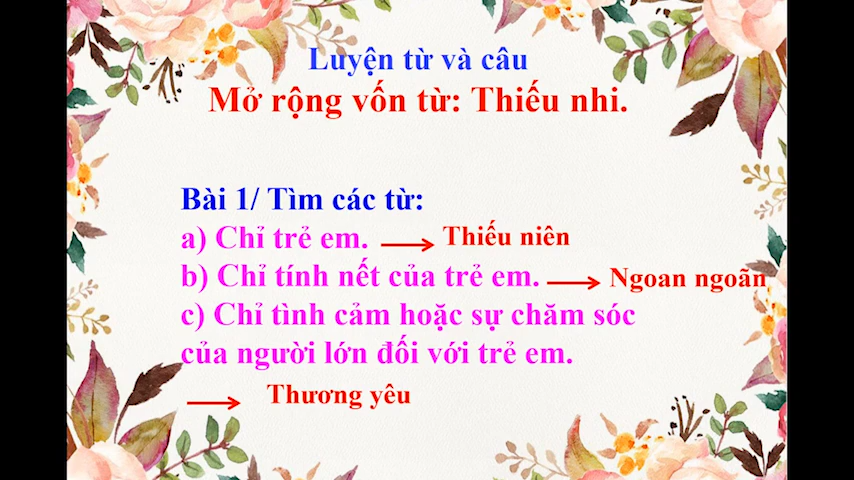 Luyện từ và câu
Mở rộng vốn từ: Thiếu nhi.
Bài 1/ Tìm các từ:
a) Chỉ trẻ em. Thiếu niên
b) Chỉ tính nết của trẻ em. Ngoan ngoãn
c) Chỉ tình cảm hoặc sự chăm sóc
của người lớn đối với trẻ em.
Thương yêu